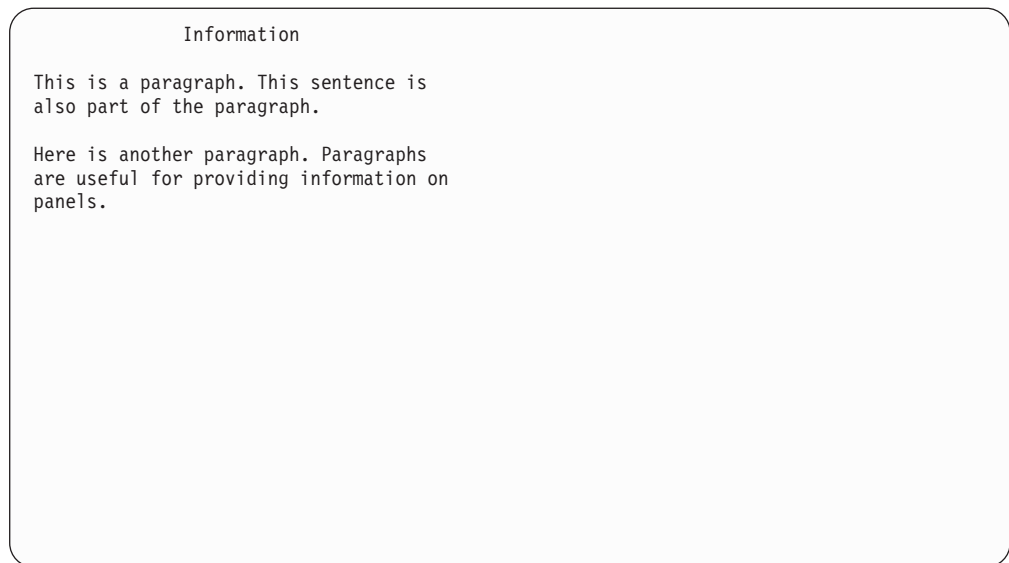 Information
This is a paragraph. This sentence is
also part of the paragraph.
Here is another paragraph. Paragraphs
are useful for providing information on
panels.